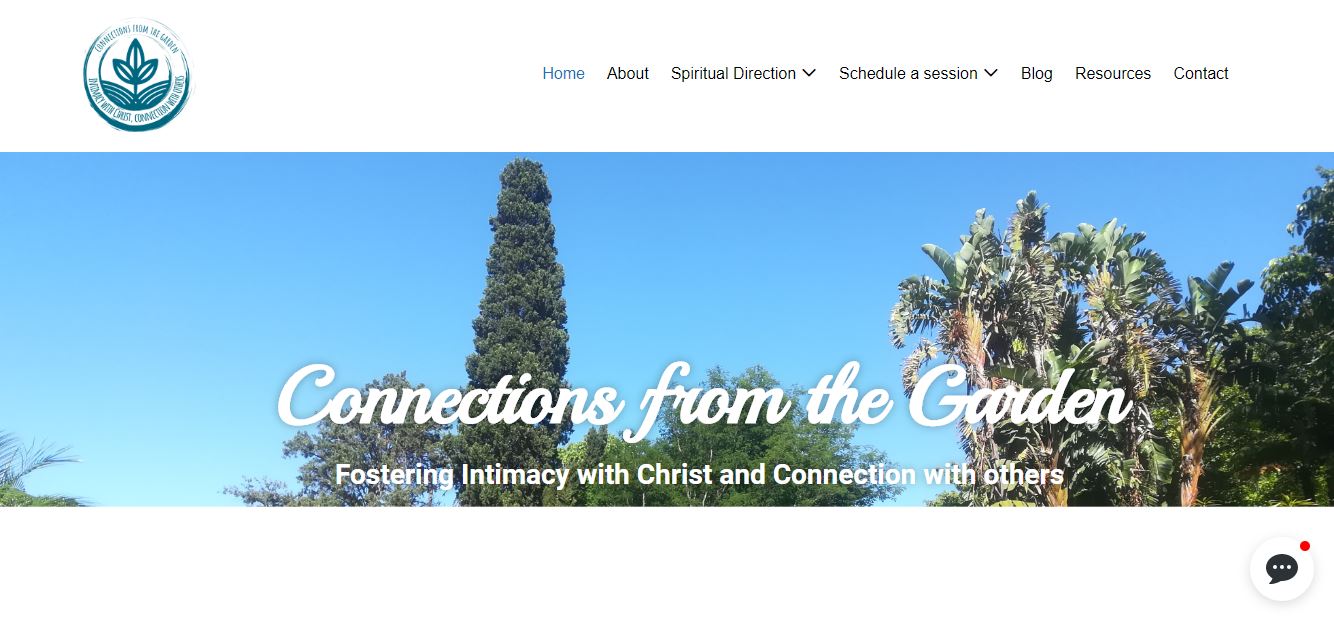 CONNECTIONS FROM THE GARDEN
INTIMACY WITH CHRIST, CONNECTION WITH OTHERS
Home About Spiritual Direction Schedule a session Blog Resources Contact
Connections from the Garden
Fostering Intimacy with Christ and Connection with others